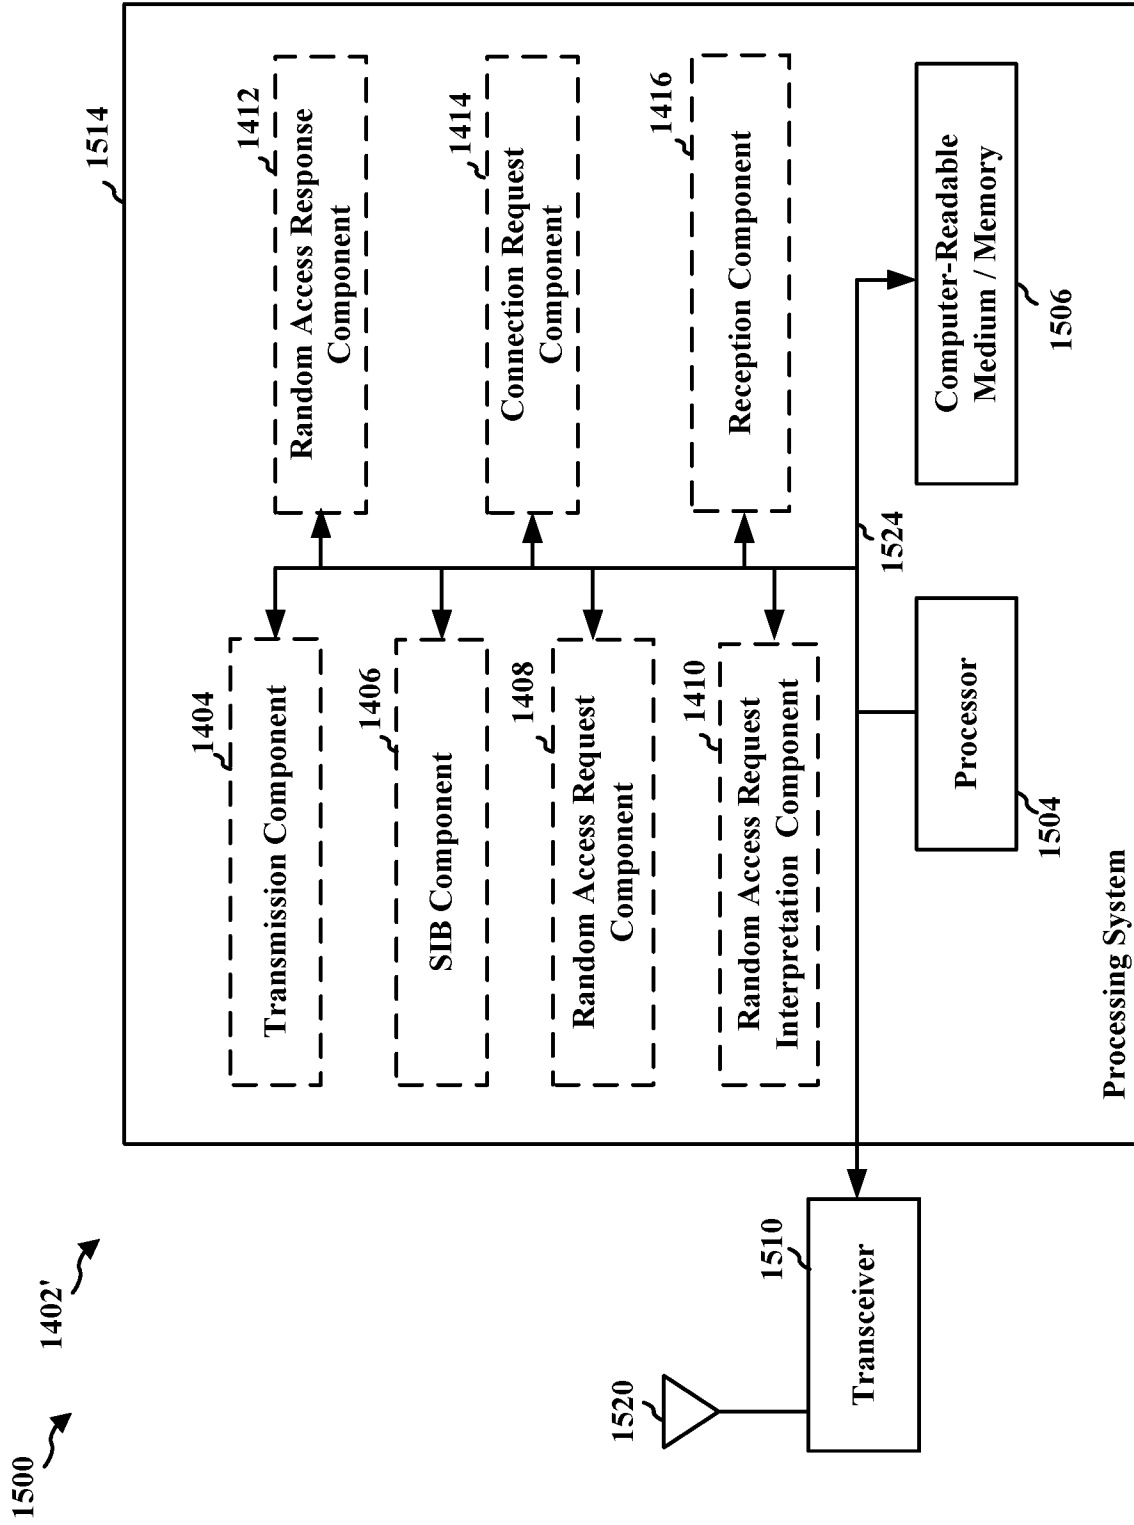 1500
1402'
1514
1404
Transmission Component
1412
Random Access Response
Component
1406
SIB Component
1414
Connection Request
Component
1408
Random Access Request
Component
1416
Reception Component
1410
Random Access Request
Interpretation Component
1524
1520
1510
Transceiver
Processor
1504
Computer-Readable
Medium / Memory
1506
Processing System